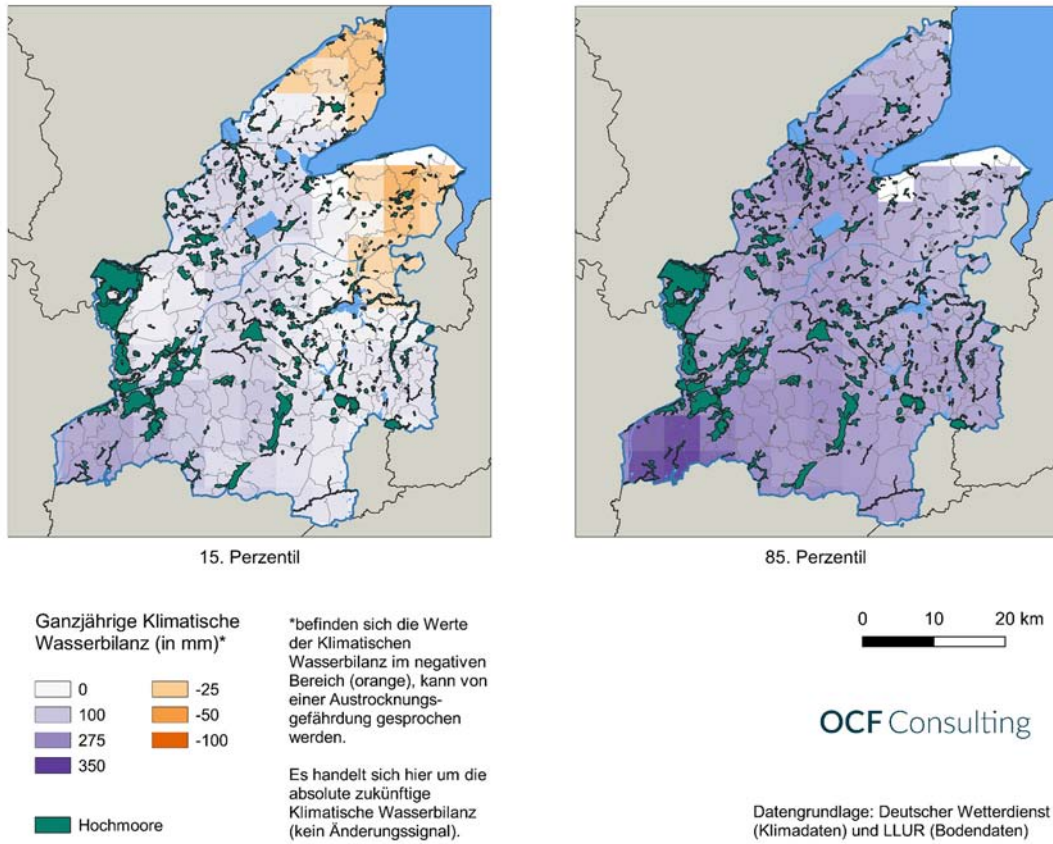 15. Perzentil
85. Perzentil
Ganzjährige Klimatische
Wasserbilanz (in mm)*
0
100
275
350
-25
-50
-100
Hochmoore
*befinden sich die Werte
der Klimatischen
Wasserbilanz im negativen
Bereich (orange), kann von
einer Austrocknungs-
gefährdung gesprochen
werden.
Es handelt sich hier um die
absolute zukünftige
Klimatische Wasserbilanz
(kein Änderungssignal).
0 10 20 km
OCF Consulting
Datengrundlage: Deutscher Wetterdienst
(Klimadaten) und LLUR (Bodendaten)